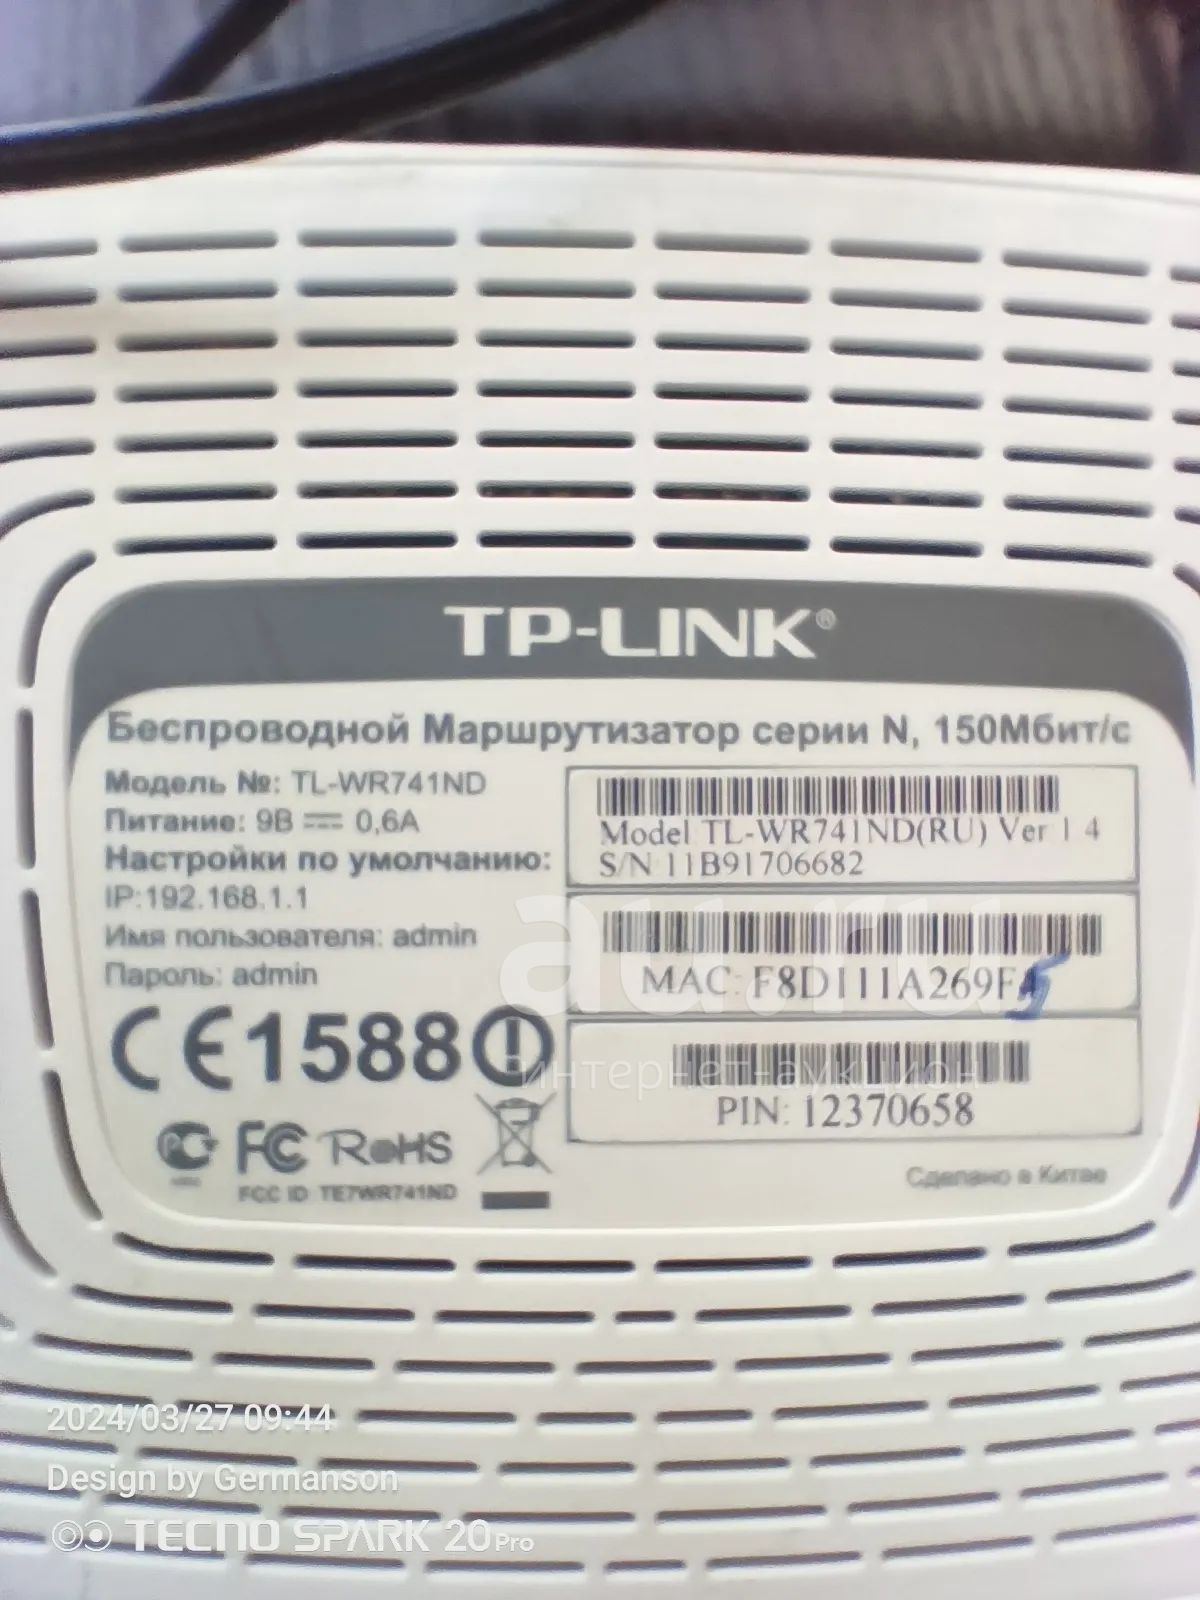 TP-LINK®
Беспроводной Маршрутизатор серии N, 150Мбит/с
Модель №: TL-WR741ND
Питание: 9В ⎓ 0,6А
Настройки по умолчанию:
IP:192.168.1.1
Имя пользователя: admin
Пароль: admin
CE1588
FC RoHS
FCC ID TE7WR741ND
Model TL-WR741ND(RU) Ver 1 4
S/N 11B91706682
MAC: F8D111A269F
PIN: 12370658
Сделано в Китае
au.ru
интернет-аукцион
2024/03/27 09:44
Design by Germanson
TECNO SPARK 20Pro